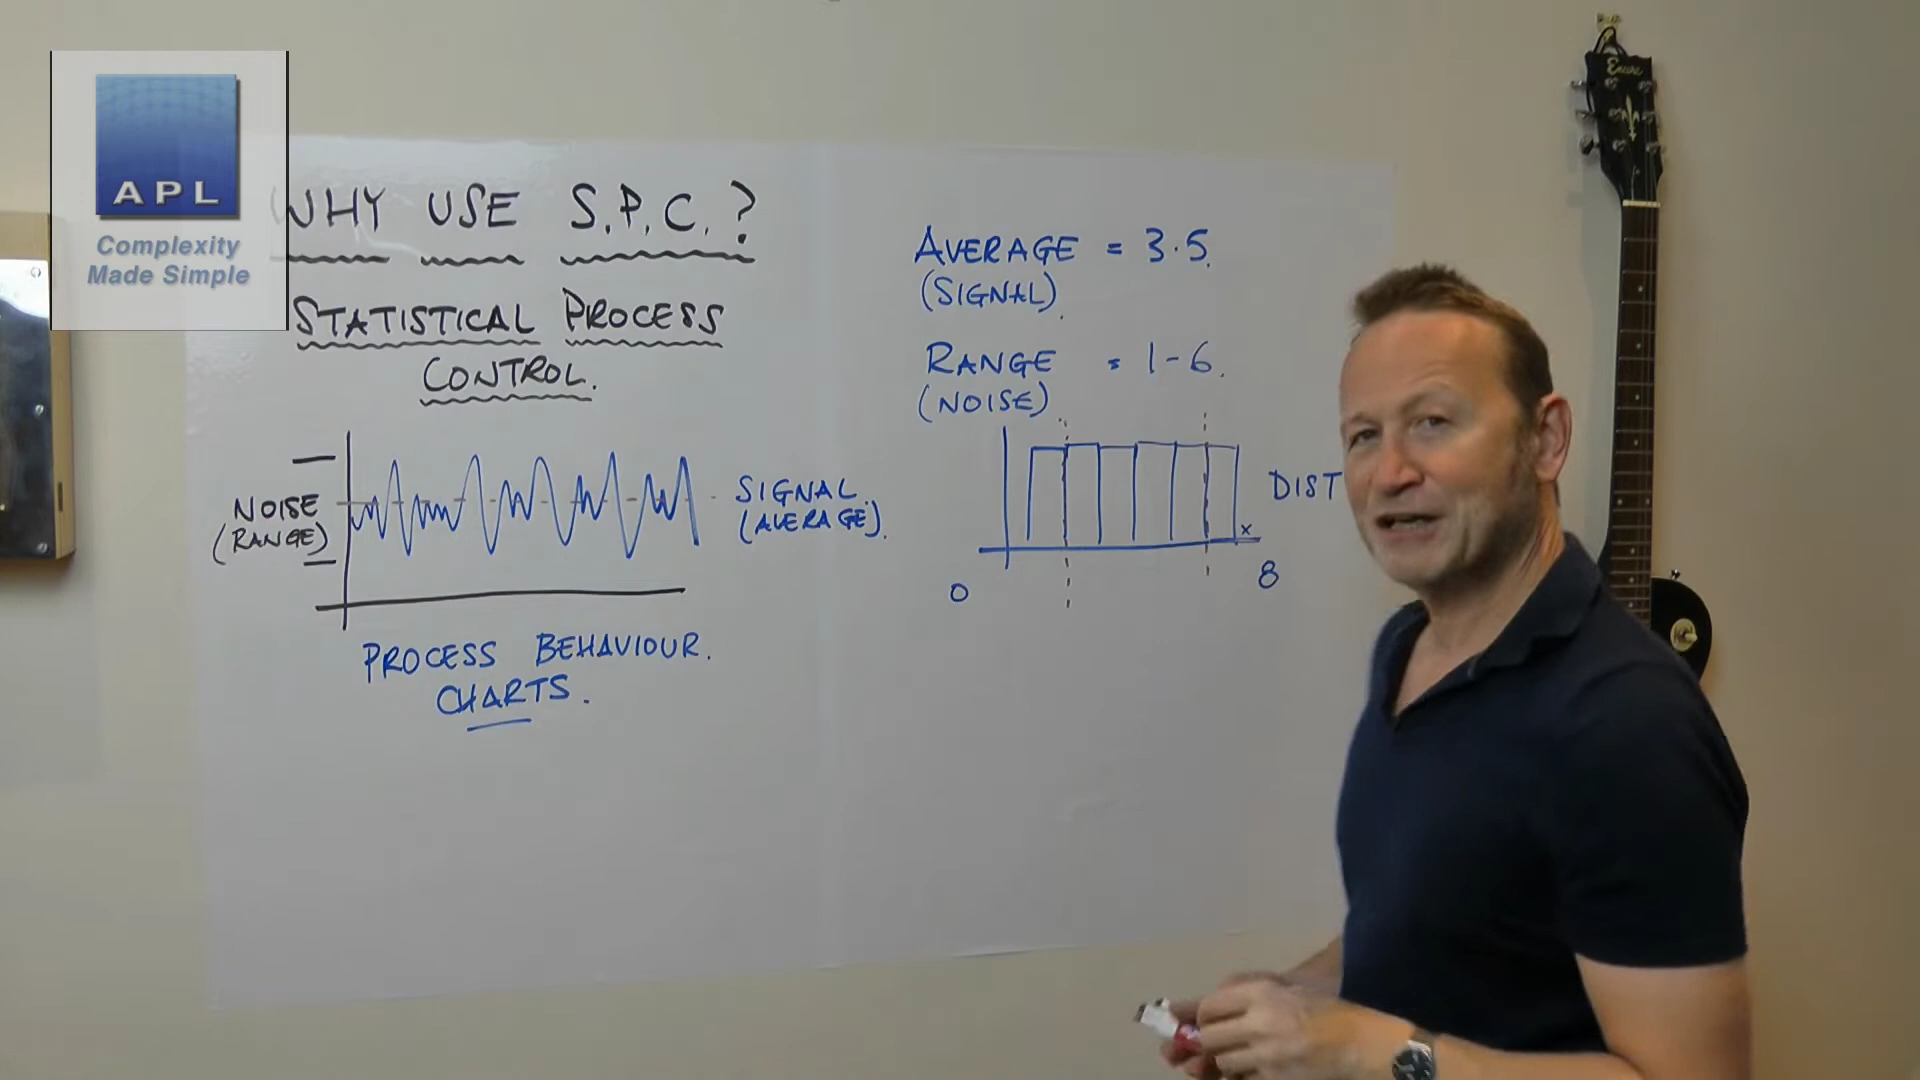 APL
Complexity
Made Simple
WHY USE S.P.C.?
STATISTICAL PROCESS
CONTROL.
NOISE
(RANGE)
SIGNAL.
(AVERAGE).
PROCESS BEHAVIOUR.
CHARTS.
AVERAGE = 3.5.
(SIGNAL).
RANGE = 1-6.
(NOISE).
DIST
x
0
8
Encore